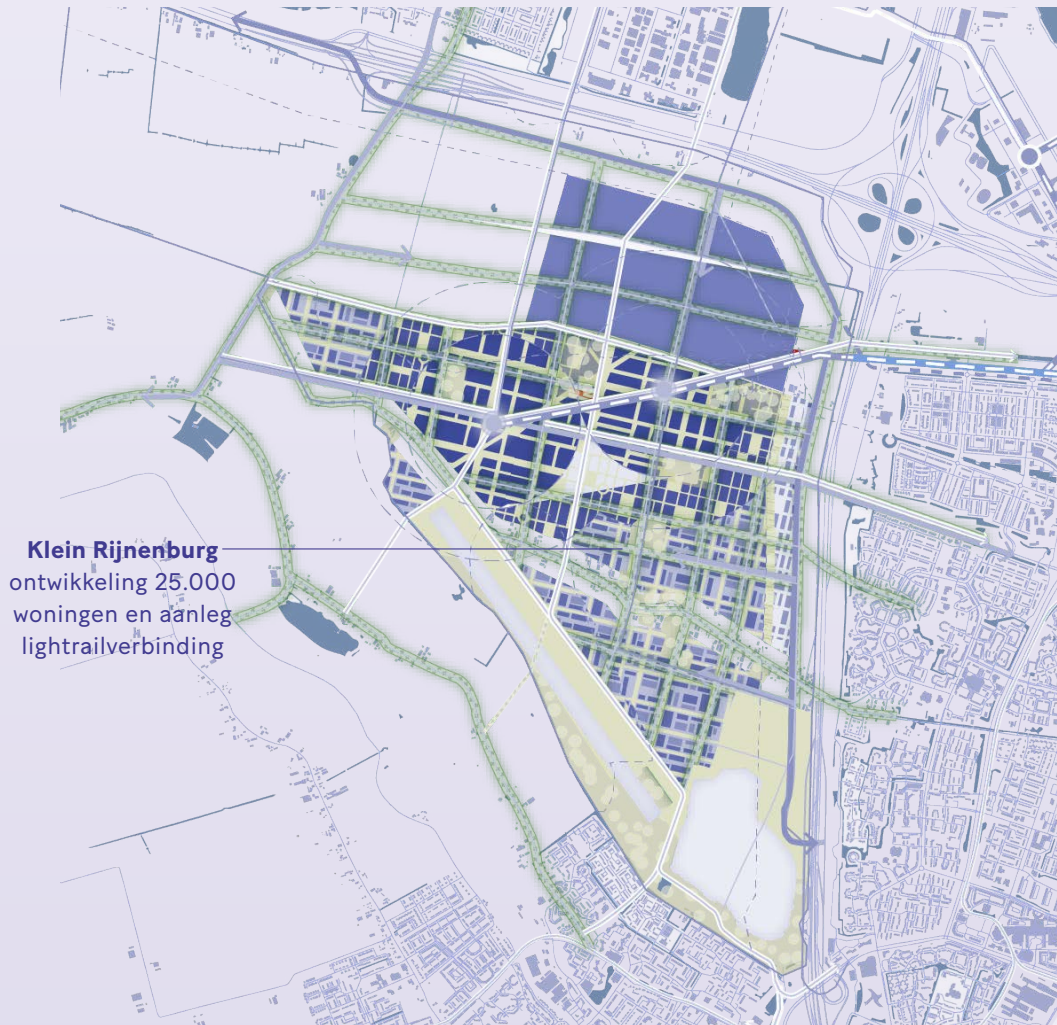 Klein Rijnenburg
ontwikkeling 25.000
woningen en aanleg
lightrailverbinding